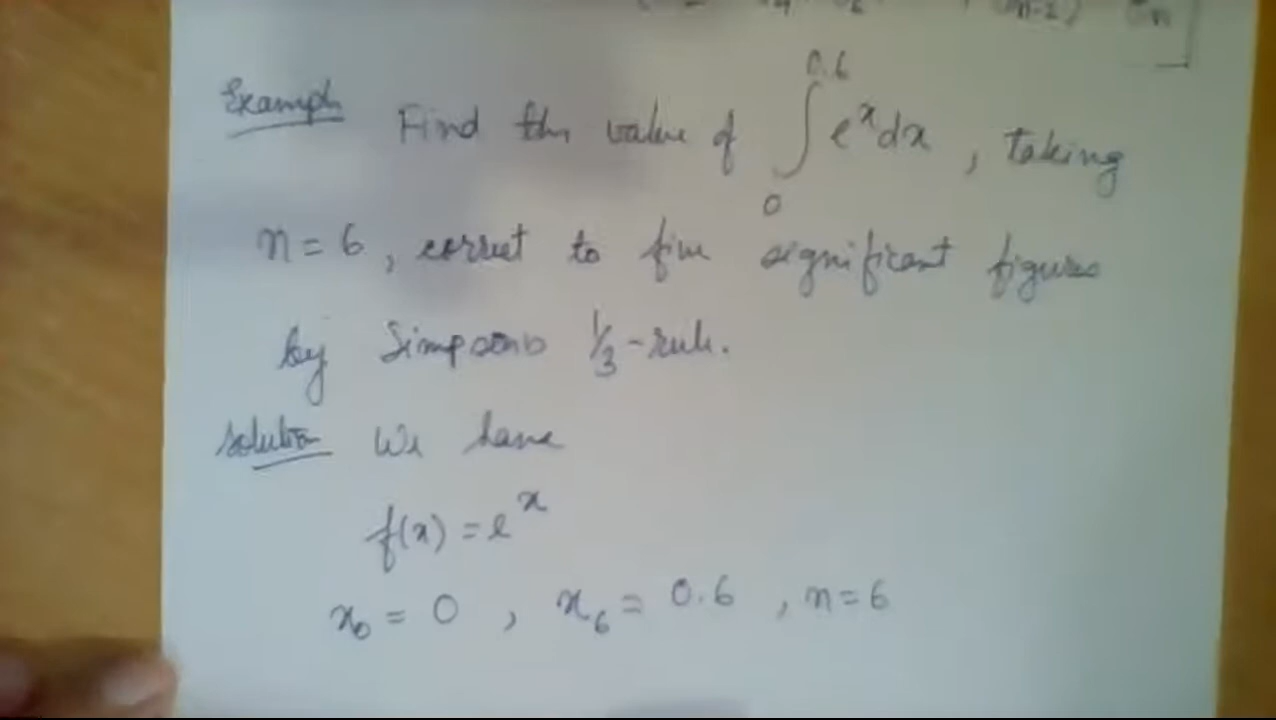 Example Find the value of ∫₀^0.6 e^x dx, taking
n = 6, correct to five significant figures
by Simpsons 1/3-rule.
Solution We have
f(x) = e^x
x₀ = 0, x₆ = 0.6, n = 6